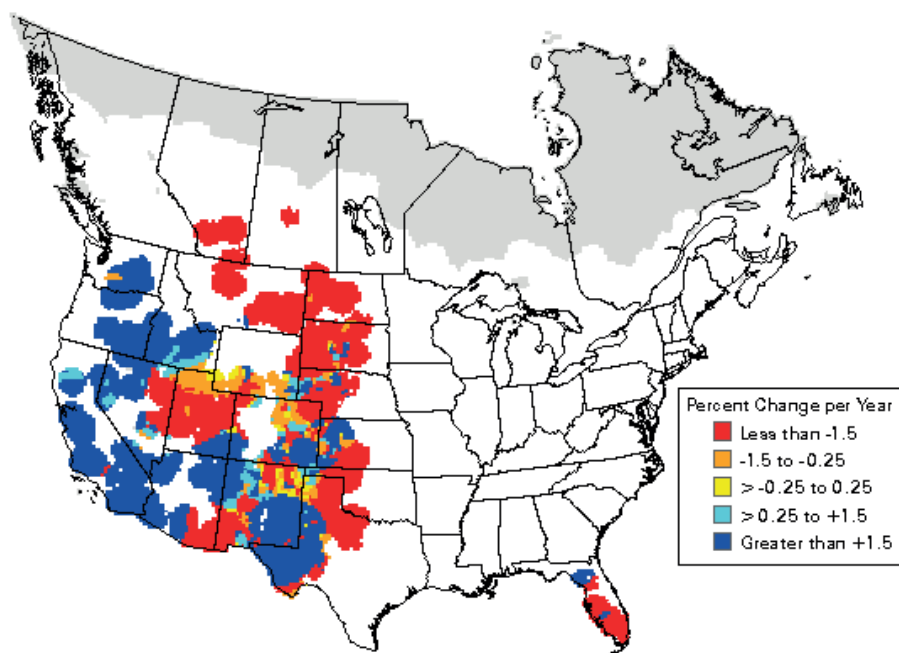 Percent Change per Year
Less than -1.5
-1.5 to -0.25
> -0.25 to 0.25
> 0.25 to +1.5
Greater than +1.5